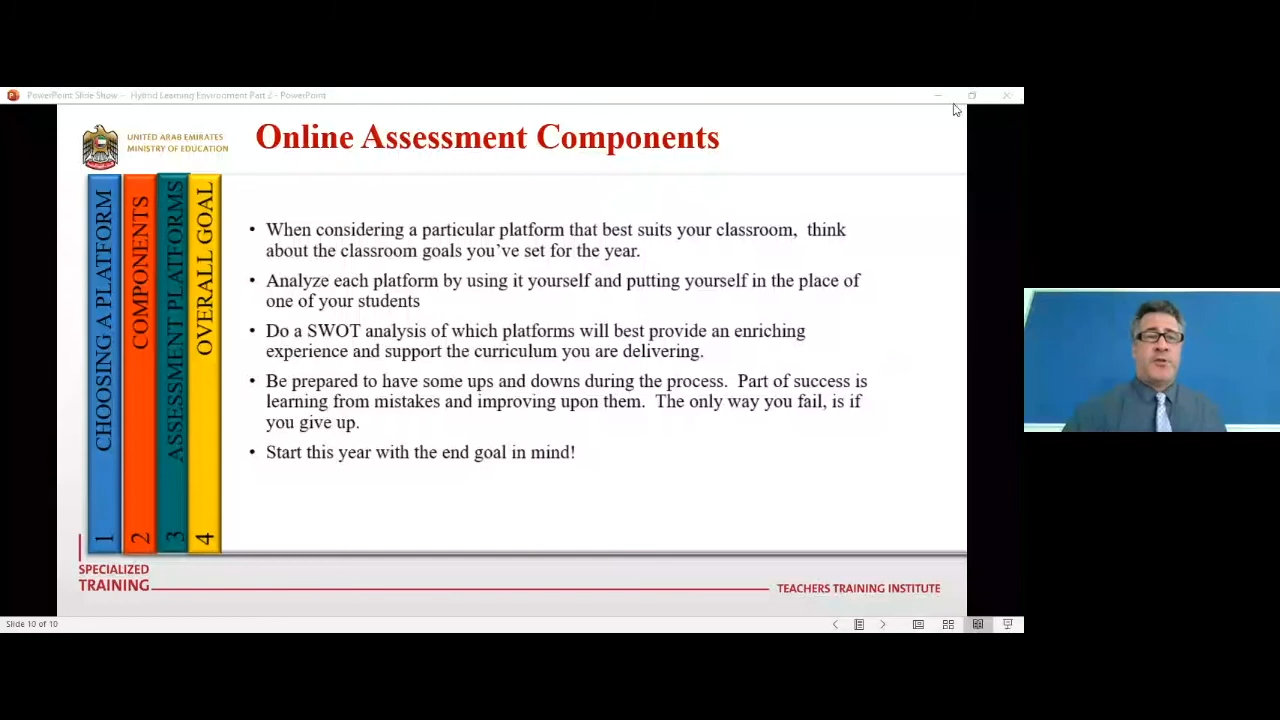 PowerPoint Slide Show - Hybrid Learning Environment Part 2 - PowerPoint
UNITED ARAB EMIRATES
MINISTRY OF EDUCATION
Online Assessment Components
CHOOSING A PLATFORM
1
COMPONENTS
2
ASSESSMENT PLATFORMS
3
OVERALL GOAL
4
• When considering a particular platform that best suits your classroom, think
about the classroom goals you've set for the year.
• Analyze each platform by using it yourself and putting yourself in the place of
one of your students
• Do a SWOT analysis of which platforms will best provide an enriching
experience and support the curriculum you are delivering.
• Be prepared to have some ups and downs during the process. Part of success is
learning from mistakes and improving upon them. The only way you fail, is if
you give up.
• Start this year with the end goal in mind!
SPECIALIZED
TRAINING
TEACHERS TRAINING INSTITUTE
Slide 10 of 10